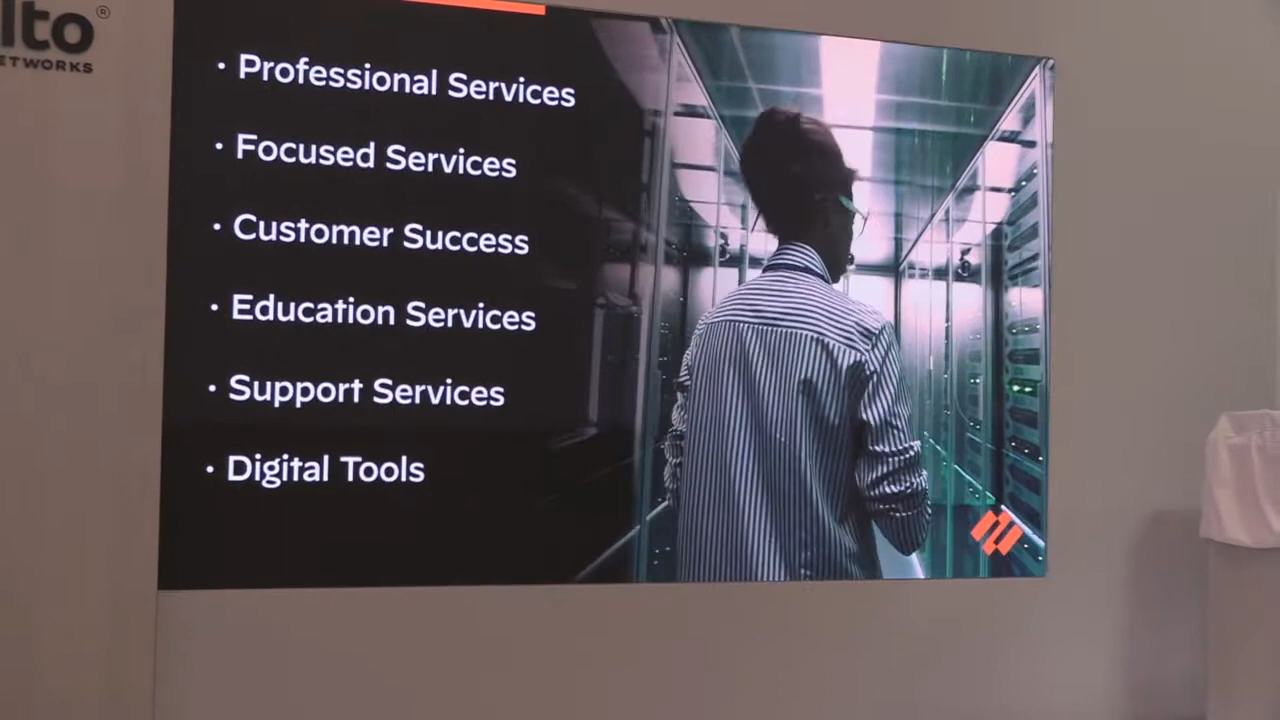 lto®
ETWORKS
• Professional Services
• Focused Services
• Customer Success
• Education Services
• Support Services
• Digital Tools